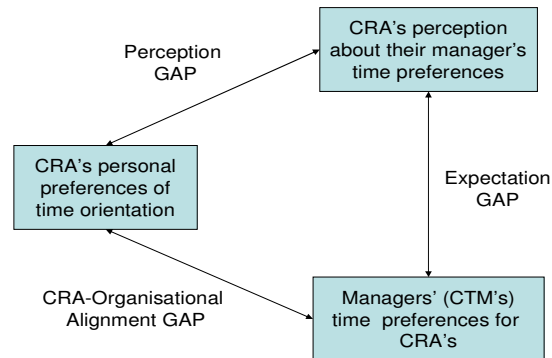 CRA's perception
about their manager's
time preferences
Perception
GAP
CRA's personal
preferences of
time orientation
Expectation
GAP
CRA-Organisational
Alignment GAP
Managers' (CTM's)
time preferences for
CRA's